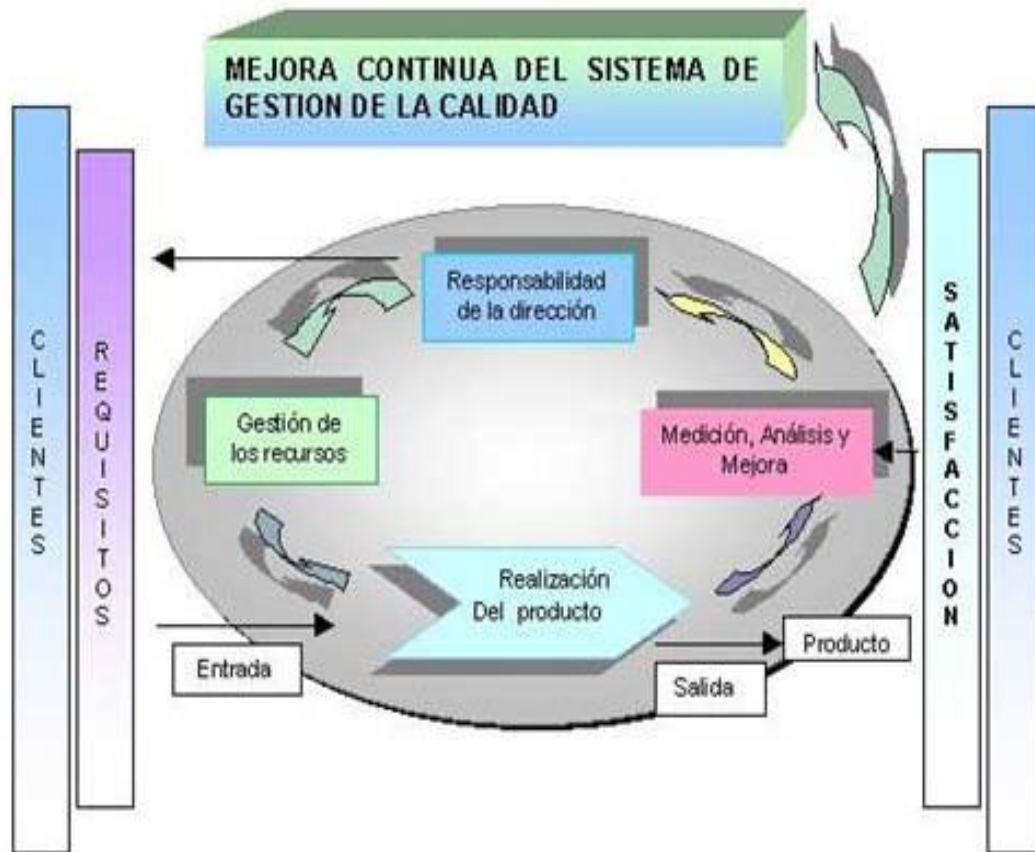 MEJORA CONTINUA DEL SISTEMA DE
GESTION DE LA CALIDAD
CLIENTES
REQUISITOS
Responsabilidad
de la dirección
Gestión de
los recursos
Medición, Análisis y
Mejora
Realización
Del producto
Entrada
Salida
Producto
SATISFACCION
CLIENTES